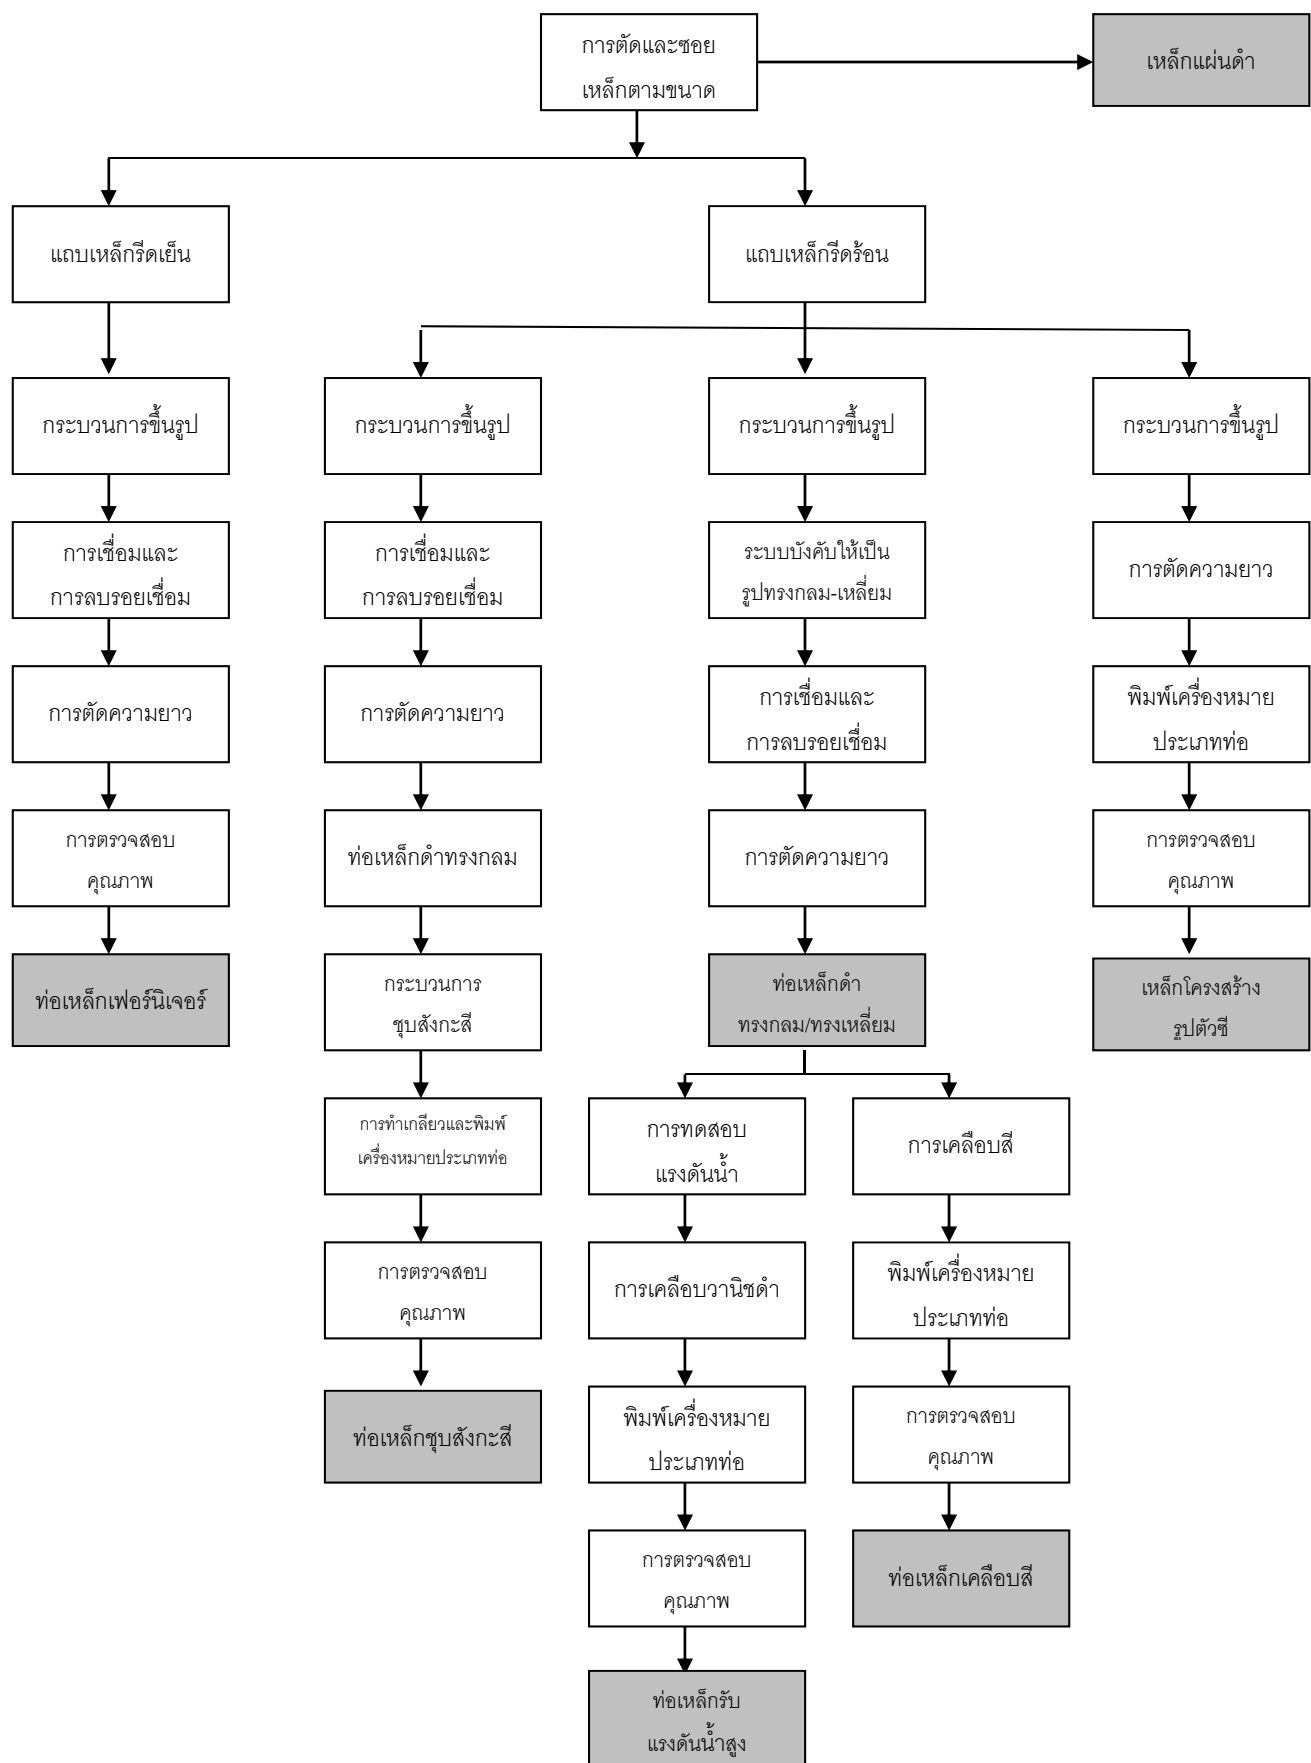 การตัดและซอย
เหล็กตามขนาด
เหล็กแผ่นดำ
แถบเหล็กรีดเย็น
แถบเหล็กรีดร้อน
กระบวนการขึ้นรูป
กระบวนการขึ้นรูป
กระบวนการขึ้นรูป
กระบวนการขึ้นรูป
การเชื่อมและ
การลบรอยเชื่อม
การเชื่อมและ
การลบรอยเชื่อม
ระบบบังคับให้เป็น
รูปทรงกลม-เหลี่ยม
การตัดความยาว
การตัดความยาว
การตัดความยาว
การเชื่อมและ
การลบรอยเชื่อม
พิมพ์เครื่องหมาย
ประเภทท่อ
การตรวจสอบ
คุณภาพ
ท่อเหล็กดำทรงกลม
การตัดความยาว
การตรวจสอบ
คุณภาพ
ท่อเหล็กเฟอร์นิเจอร์
กระบวนการ
ชุบสังกะสี
ท่อเหล็กดำ
ทรงกลม/ทรงเหลี่ยม
เหล็กโครงสร้าง
รูปตัวซี
การทำเกลียวและพิมพ์
เครื่องหมายประเภทท่อ
การทดสอบ
แรงดันน้ำ
การเคลือบสี
การตรวจสอบ
คุณภาพ
การเคลือบวานิชดำ
พิมพ์เครื่องหมาย
ประเภทท่อ
ท่อเหล็กชุบสังกะสี
พิมพ์เครื่องหมาย
ประเภทท่อ
การตรวจสอบ
คุณภาพ
การตรวจสอบ
คุณภาพ
ท่อเหล็กเคลือบสี
ท่อเหล็กรับ
แรงดันน้ำสูง